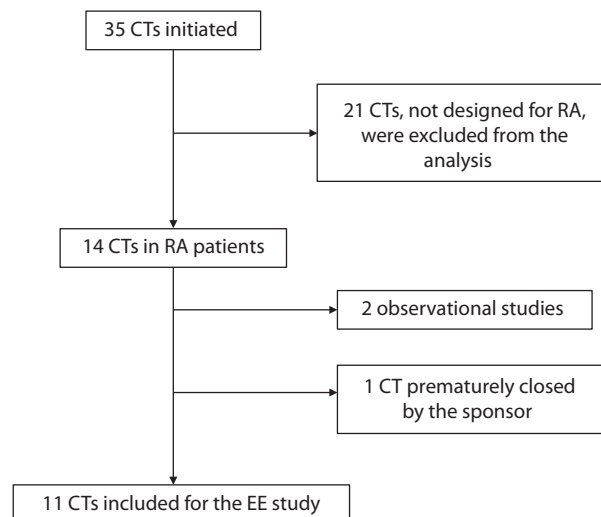 35 CTs initiated
21 CTs, not designed for RA,
were excluded from the
analysis
14 CTs in RA patients
2 observational studies
1 CT prematurely closed
by the sponsor
11 CTs included for the EE study